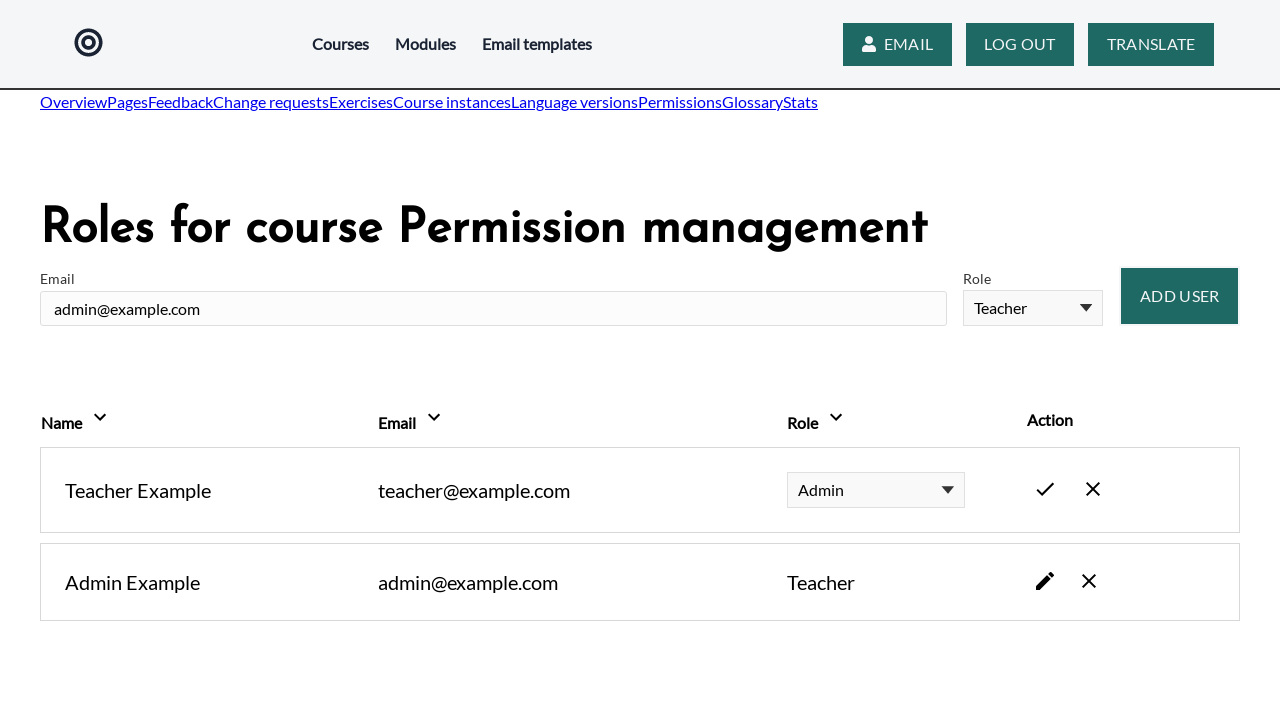 Courses Modules Email templates EMAIL LOG OUT TRANSLATE
OverviewPagesFeedbackChange requestsExercisesCourse instancesLanguage versionsPermissionsGlossaryStats
Roles for course Permission management
Email Role
admin@example.com Teacher ADD USER
Name Email Role Action
Teacher Example teacher@example.com Admin
Admin Example admin@example.com Teacher